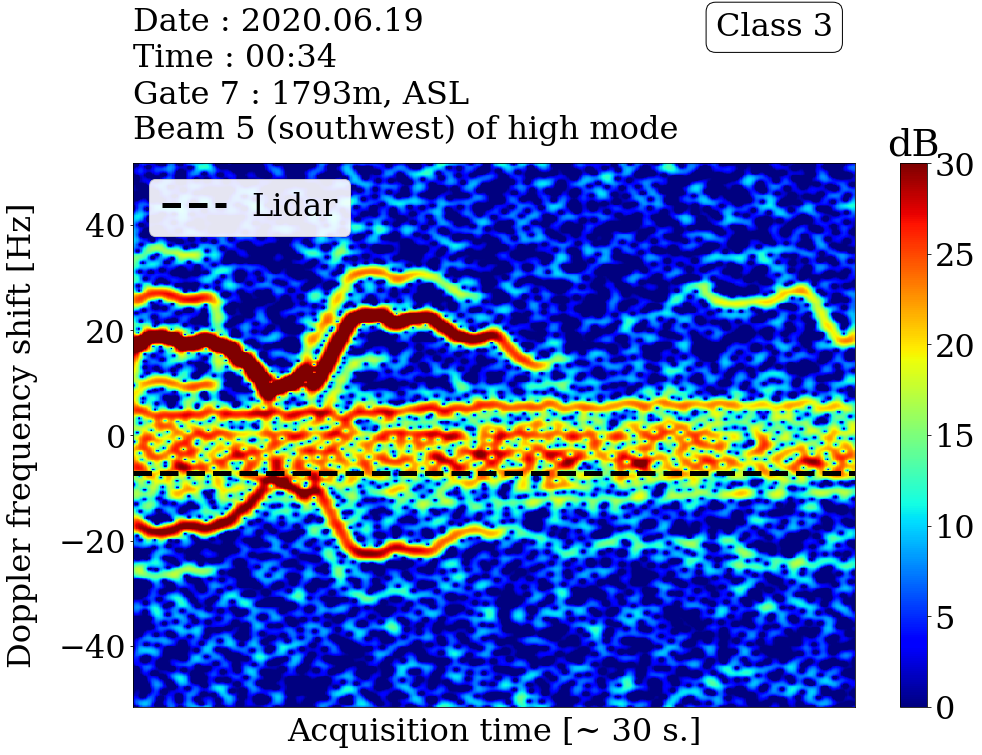 Date : 2020.06.19
Time : 00:34
Gate 7 : 1793m, ASL
Beam 5 (southwest) of high mode
Class 3
dB
Lidar
Doppler frequency shift [Hz]
40
20
0
−20
−40
30
25
20
15
10
5
0
Acquisition time [~ 30 s.]